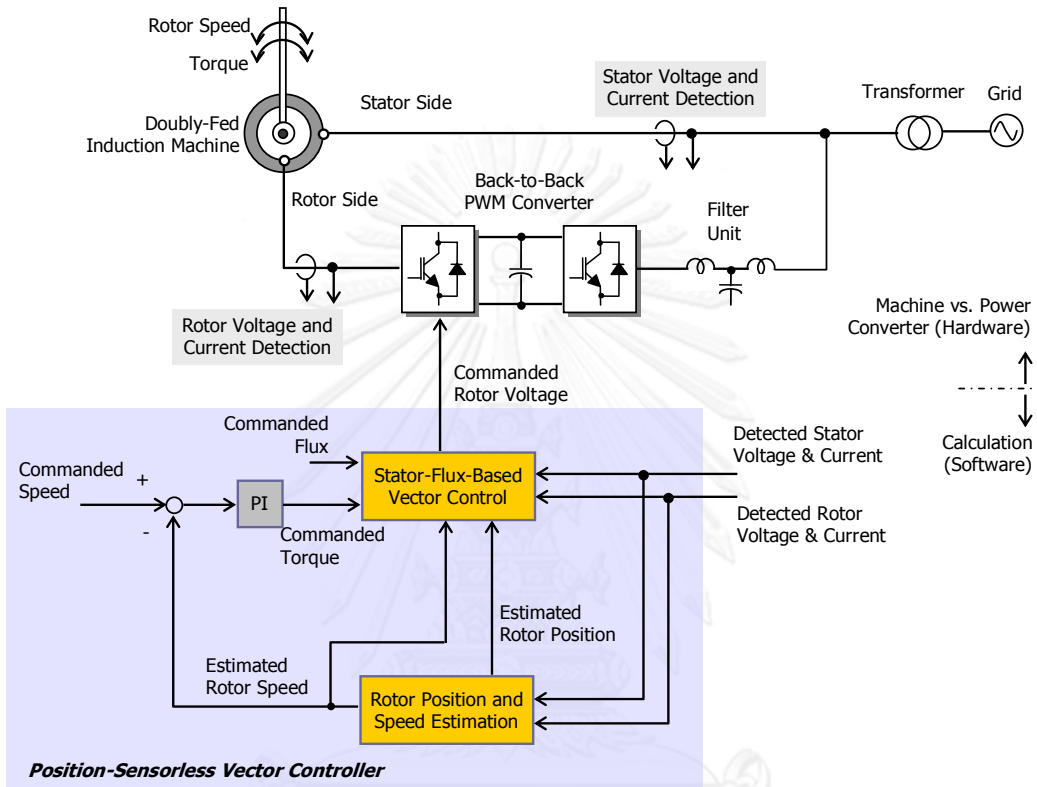 Rotor Speed
Torque
Doubly-Fed
Induction Machine
Stator Side
Stator Voltage and
Current Detection
Transformer
Grid
Rotor Side
Back-to-Back
PWM Converter
Filter
Unit
Rotor Voltage and
Current Detection
Machine vs. Power
Converter (Hardware)
Commanded
Rotor Voltage
Calculation
(Software)
Commanded
Flux
Detected Stator
Voltage & Current
Commanded
Speed
+
-
PI
Stator-Flux-Based
Vector Control
Commanded
Torque
Detected Rotor
Voltage & Current
Estimated
Rotor Position
Estimated
Rotor Speed
Rotor Position and
Speed Estimation
Position-Sensorless Vector Controller